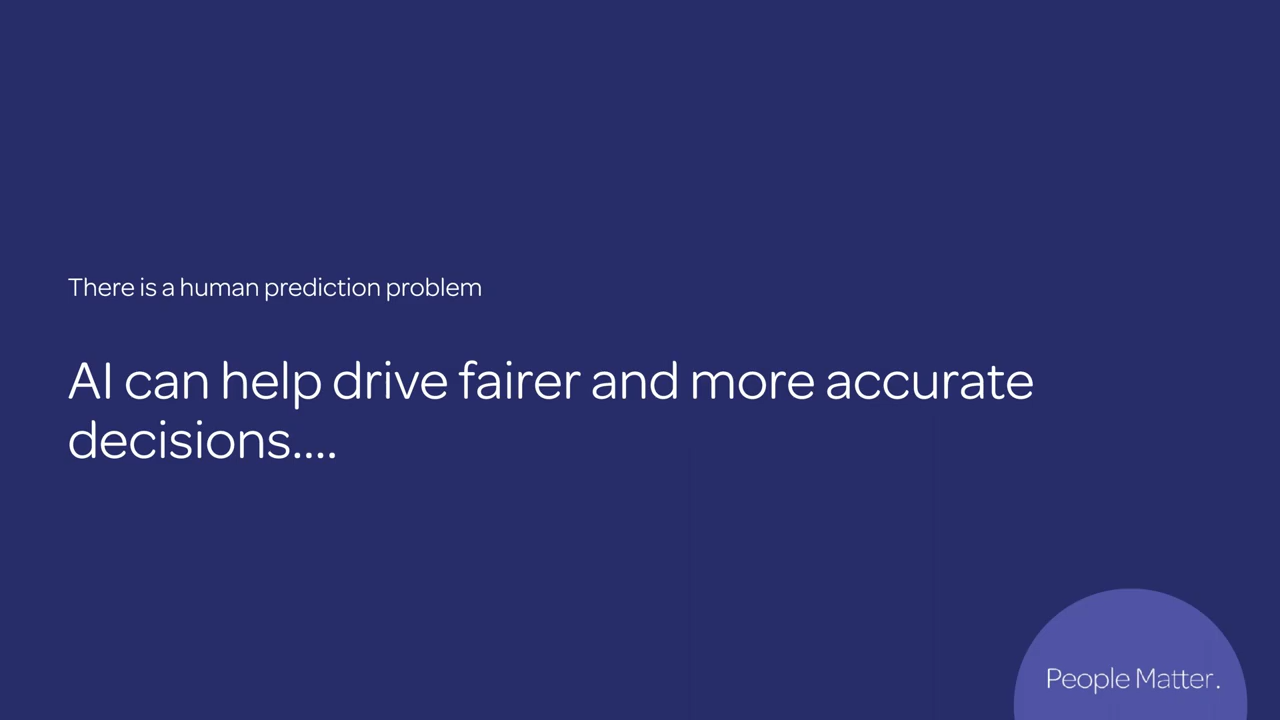 There is a human prediction problem
AI can help drive fairer and more accurate
decisions....
People Matter.